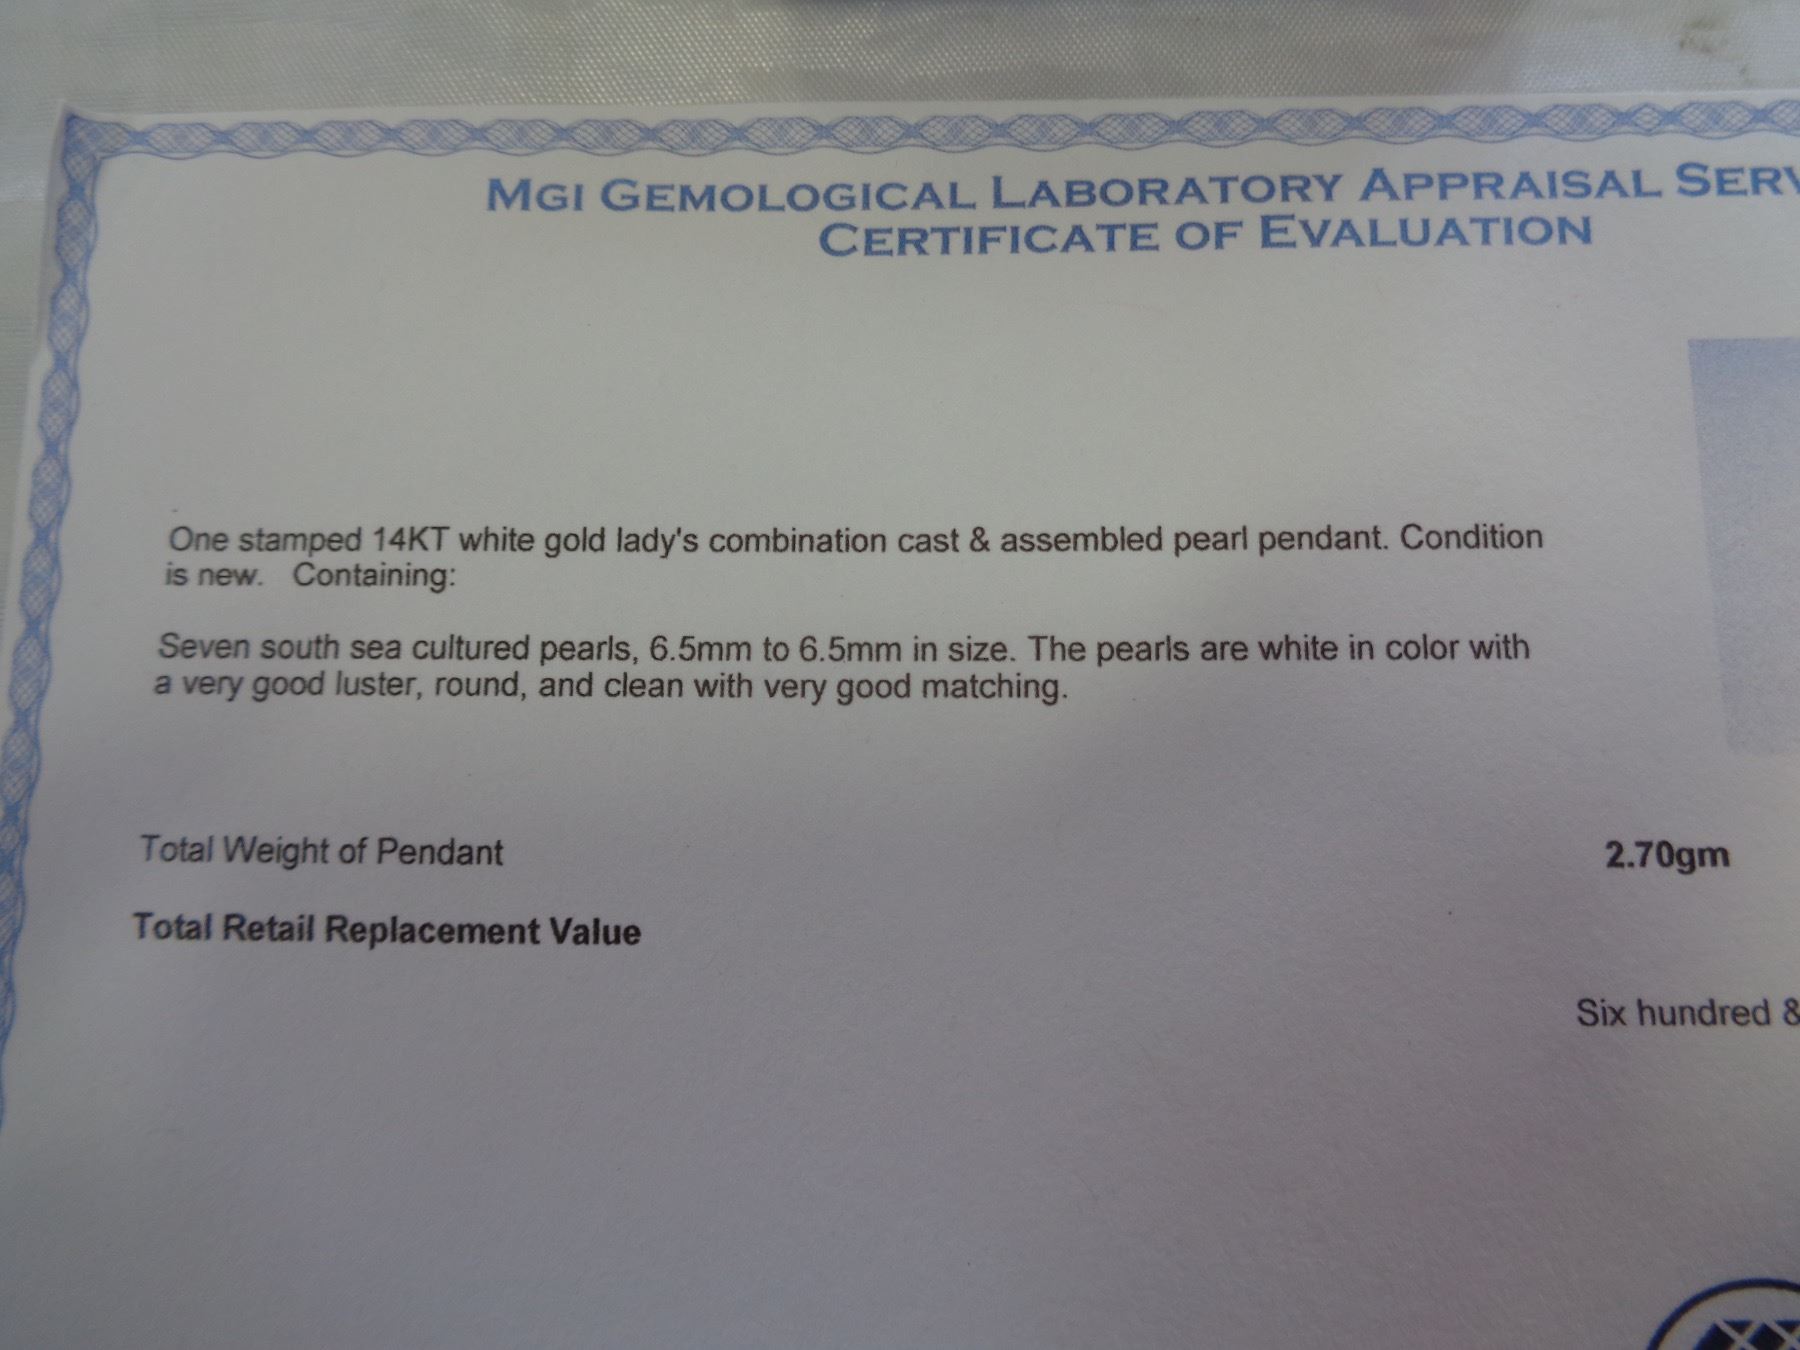 MGI GEMOLOGICAL LABORATORY APPRAISAL SERV
CERTIFICATE OF EVALUATION
One stamped 14KT white gold lady's combination cast & assembled pearl pendant. Condition
is new. Containing:
Seven south sea cultured pearls, 6.5mm to 6.5mm in size. The pearls are white in color with
a very good luster, round, and clean with very good matching.
Total Weight of Pendant 2.70gm
Total Retail Replacement Value
Six hundred &